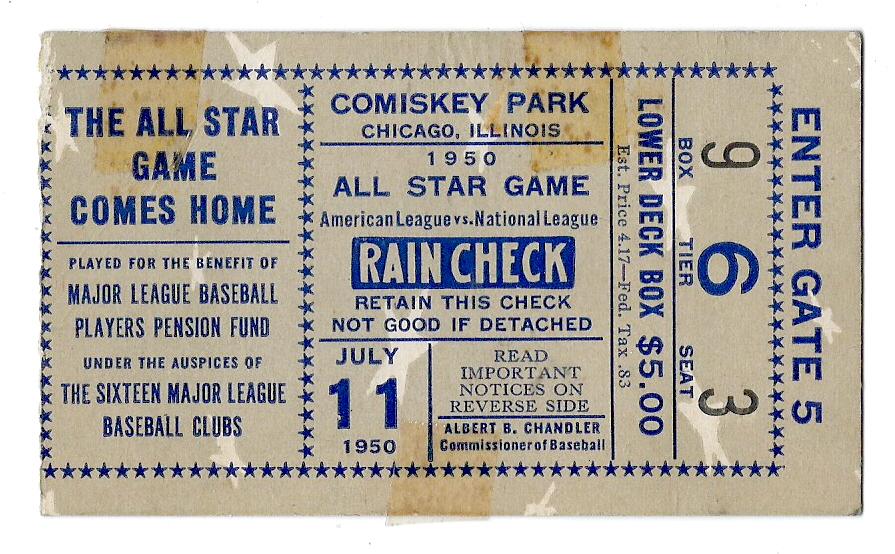 THE ALL STAR
GAME
COMES HOME
PLAYED FOR THE BENEFIT OF
MAJOR LEAGUE BASEBALL
PLAYERS PENSION FUND
UNDER THE AUSPICES OF
THE SIXTEEN MAJOR LEAGUE
BASEBALL CLUBS
COMISKEY PARK
CHICAGO, ILLINOIS
1950
ALL STAR GAME
American League vs. National League
RAIN CHECK
RETAIN THIS CHECK
NOT GOOD IF DETACHED
JULY
11
1950
READ
IMPORTANT
NOTICES ON
REVERSE SIDE
ALBERT B. CHANDLER
Commissioner of Baseball
LOWER DECK BOX $5.00
Est. Price 4.17—Fed. Tax .83
BOX TIER SEAT
9 6 3
ENTER GATE 5